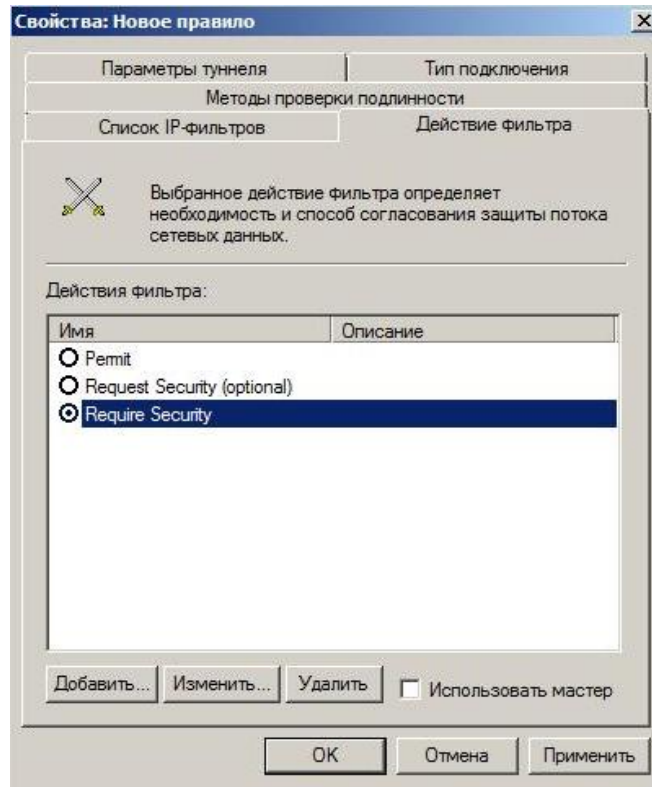 Свойства: Новое правило
Параметры туннеля
Тип подключения
Методы проверки подлинности
Список IP-фильтров
Действие фильтра
Выбранное действие фильтра определяет
необходимость и способ согласования защиты потока
сетевых данных.
Действия фильтра:
Имя
Описание
Permit
Request Security (optional)
Require Security
Добавить...
Изменить...
Удалить
Использовать мастер
OK
Отмена
Применить